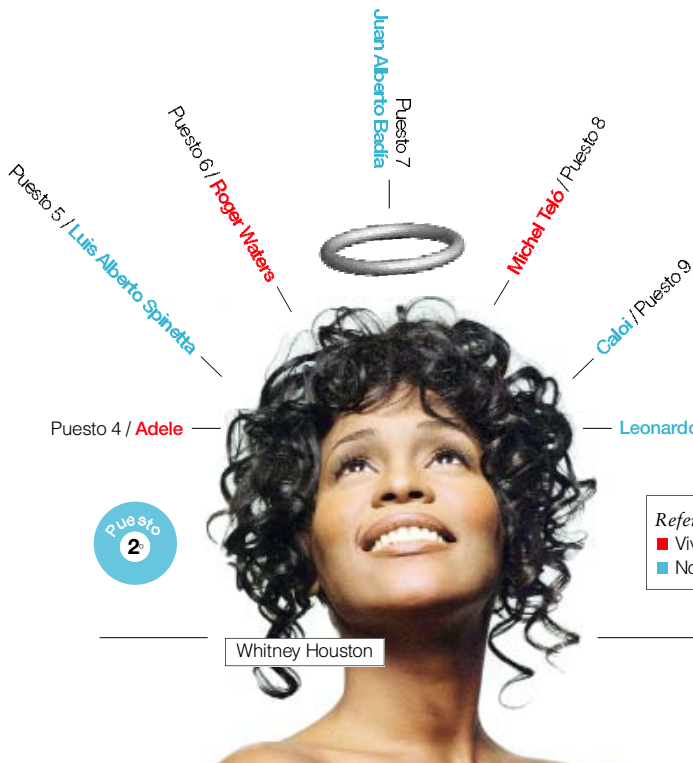 Juan Alberto Badía
Puesto 7
Puesto 6 / Roger Waters
Michel Teló / Puesto 8
Puesto 5 / Luis Alberto Spinetta
Caloi / Puesto 9
Puesto 4 / Adele
Leonardo
Puesto
2º
Whitney Houston